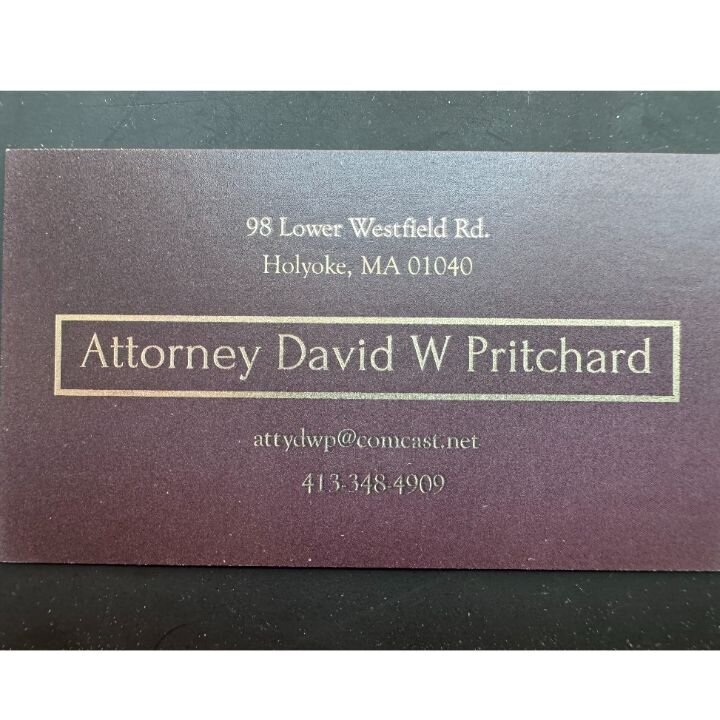 98 Lower Westfield Rd.
Holyoke, MA 01040
Attorney David W Pritchard
attydwp@comcast.net
413-348-4909